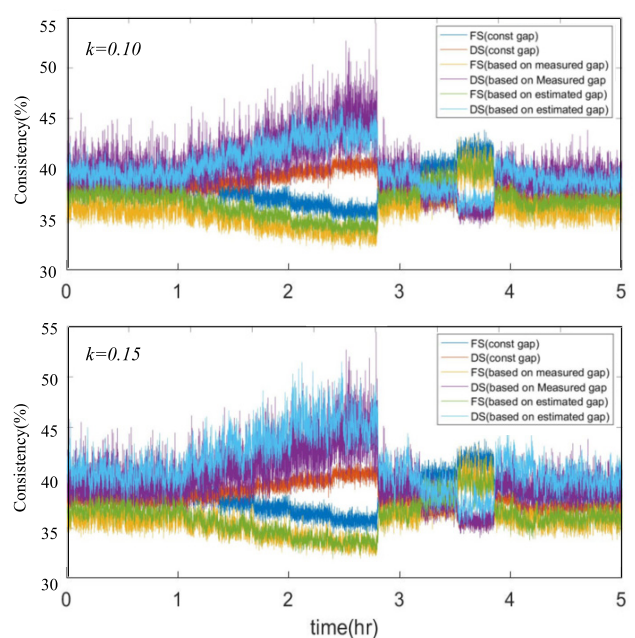 55
50
45
40
35
30
Consistency(%)
k=0.10
FS(const gap)
DS(const gap)
FS(based on measured gap)
DS(based on Measured gap
FS(based on estimated gap)
DS(based on estimated gap)
0 1 2 3 4 5
55
50
45
40
35
30
Consistency(%)
k=0.15
FS(const gap)
DS(const gap)
FS(based on measured gap)
DS(based on Measured gap
FS(based on estimated gap)
DS(based on estimated gap)
0 1 2 3 4 5
time(hr)